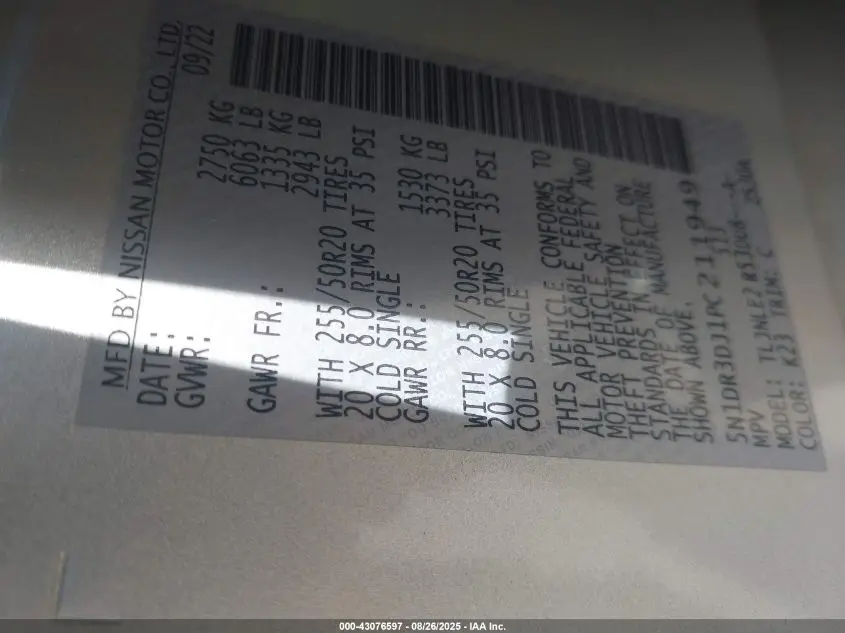 MFD BY NISSAN MOTOR CO., LTD.
DATE: 09/22
GVWR: 2750 KG
6063 LB
GAWR FR.: 1335 KG
2943 LB
WITH 255/50R20 TIRES
20 X 8.0 RIMS AT 35 PSI
COLD SINGLE
GAWR RR.: 1530 KG
3373 LB
WITH 255/50R20 TIRES
20 X 8.0 RIMS AT 35 PSI
COLD SINGLE
THIS VEHICLE CONFORMS TO
ALL APPLICABLE FEDERAL
MOTOR VEHICLE SAFETY AND
THEFT PREVENTION
STANDARDS IN EFFECT ON
THE DATE OF MANUFACTURE
SHOWN ABOVE.
5N1DR3DJ1PC211949
MPV
MODEL:
COLOR: K23 TRIM: C
000-43076597 - 08/26/2025 - IAA Inc.